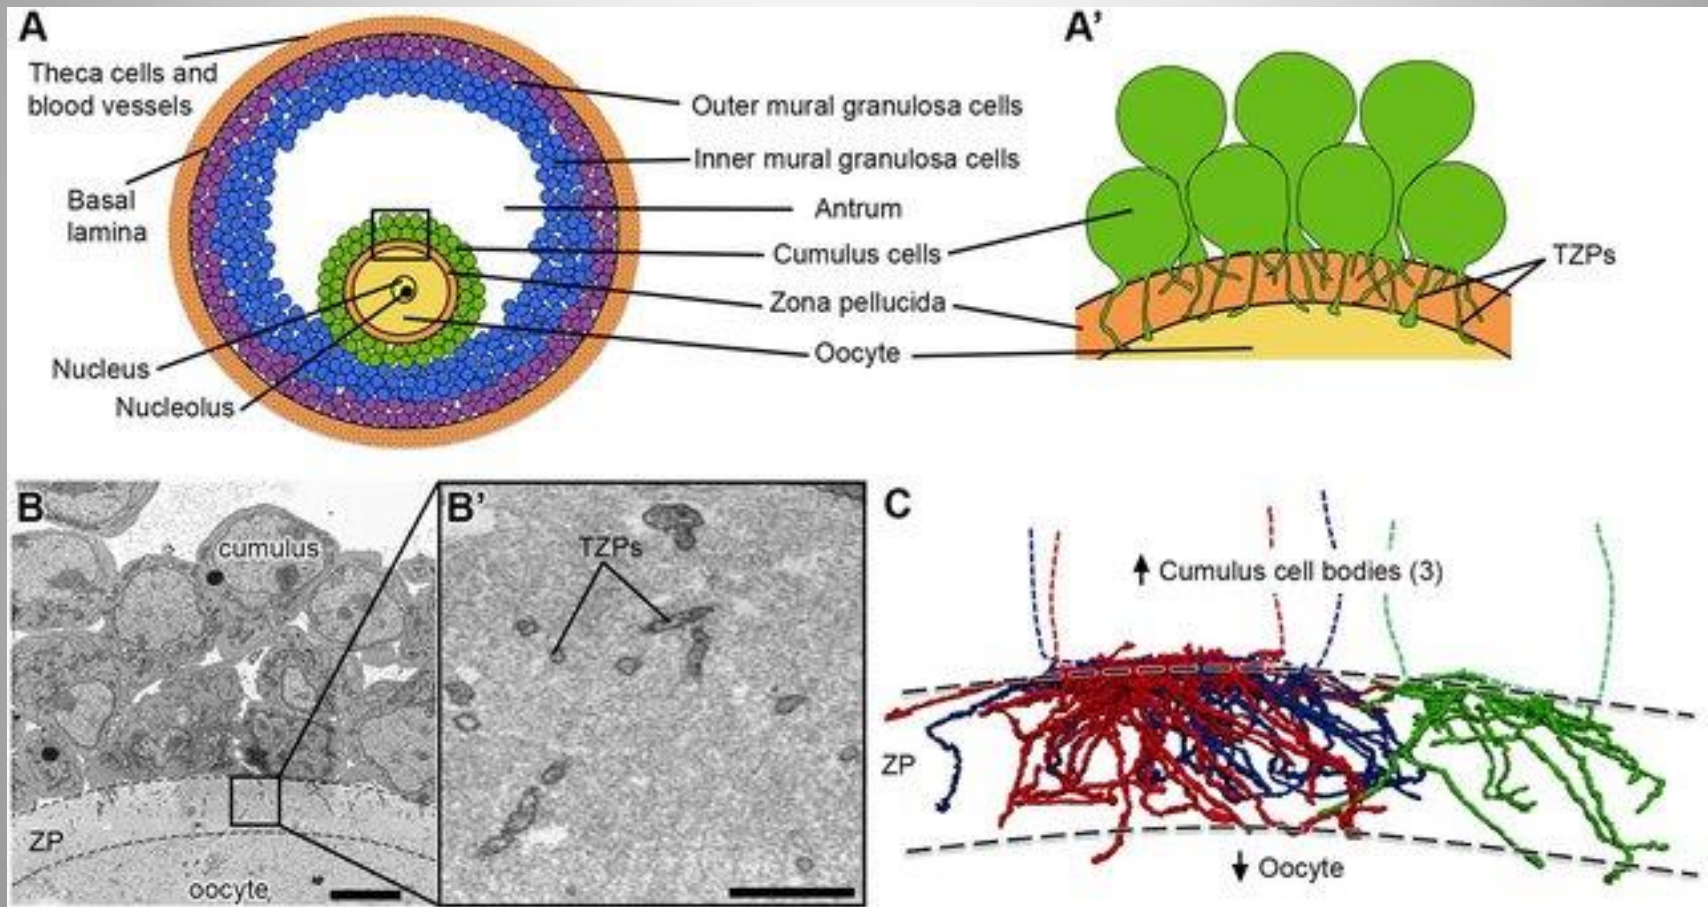 A
Theca cells and
blood vessels
Basal
lamina
Nucleus
Nucleolus
Outer mural granulosa cells
Inner mural granulosa cells
Antrum
Cumulus cells
Zona pellucida
Oocyte
A'
TZPs
B
cumulus
ZP
oocyte
B'
TZPs
C
Cumulus cell bodies (3)
ZP
Oocyte